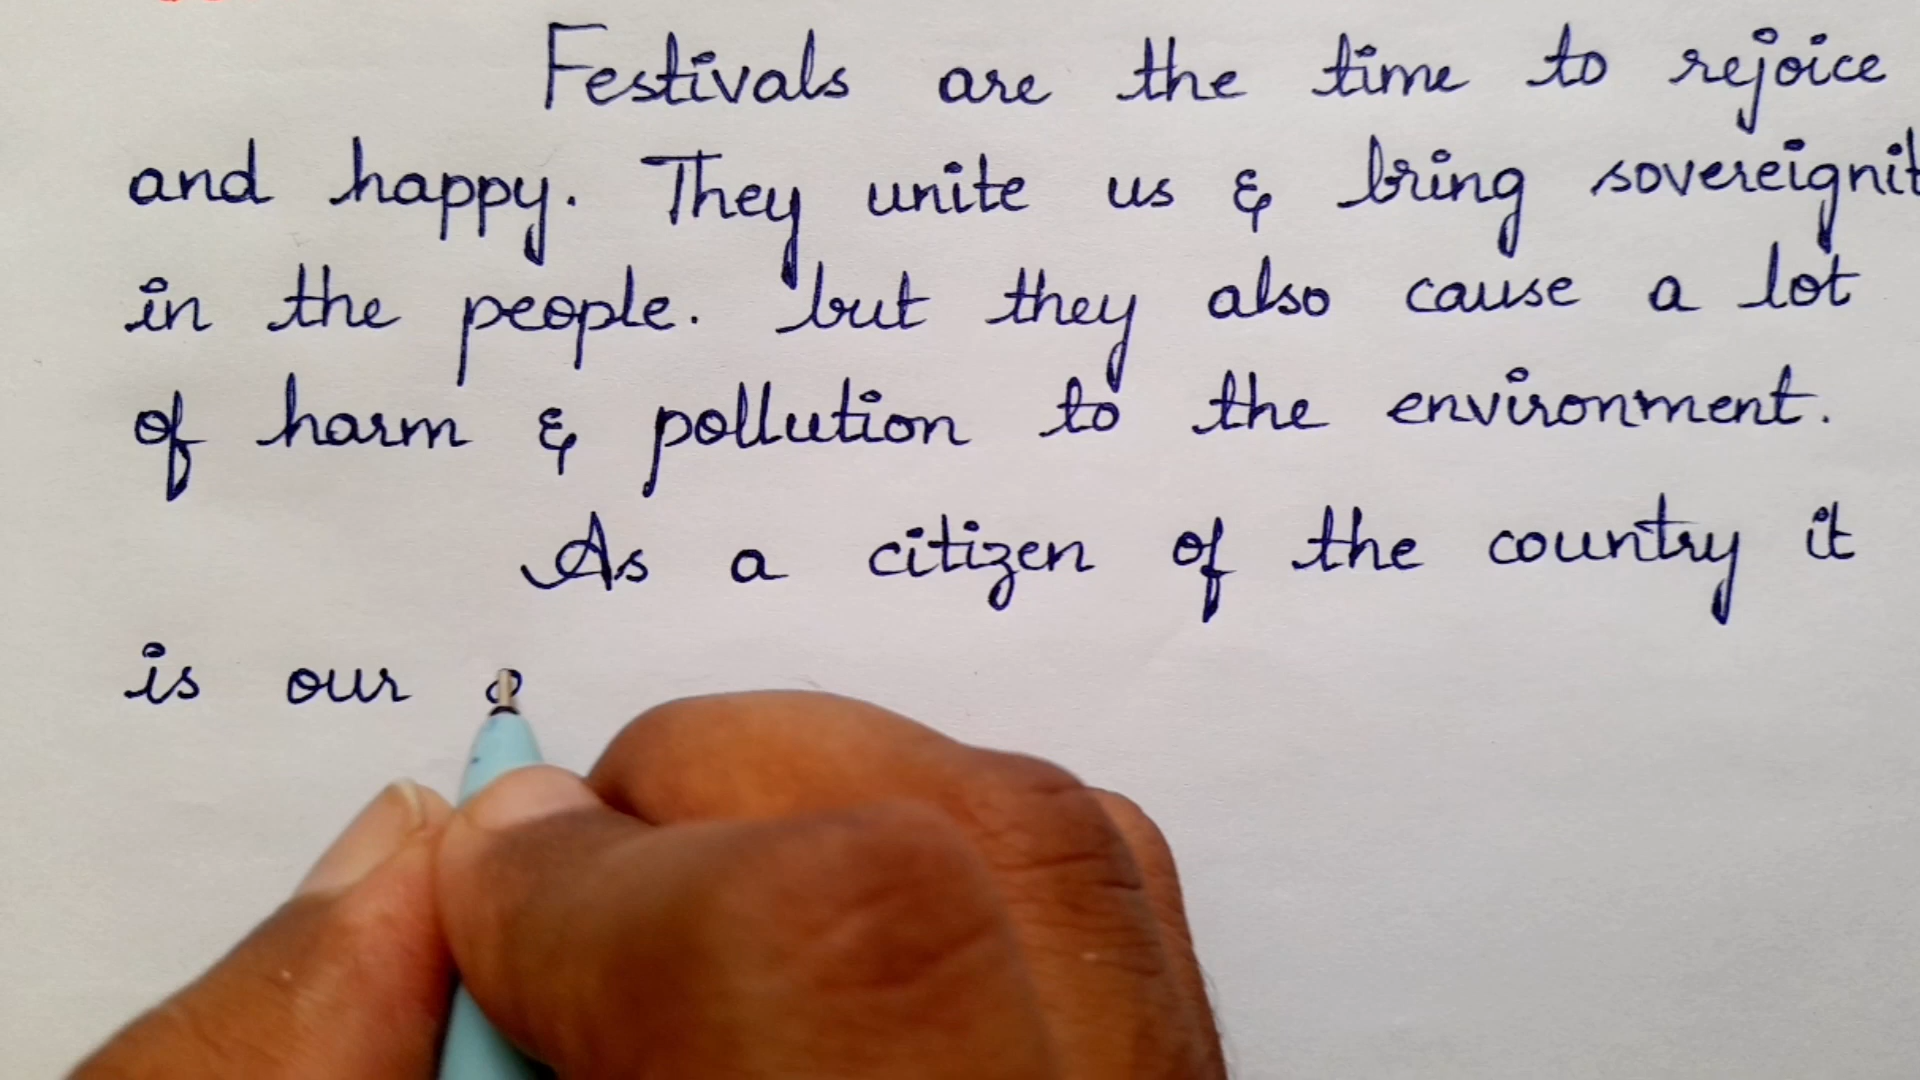 Festivals are the time to rejoice
and happy. They unite us & bring sovereignit
in the people. but they also cause a lot
of harm & pollution to the environment.
As a citizen of the country it
is our